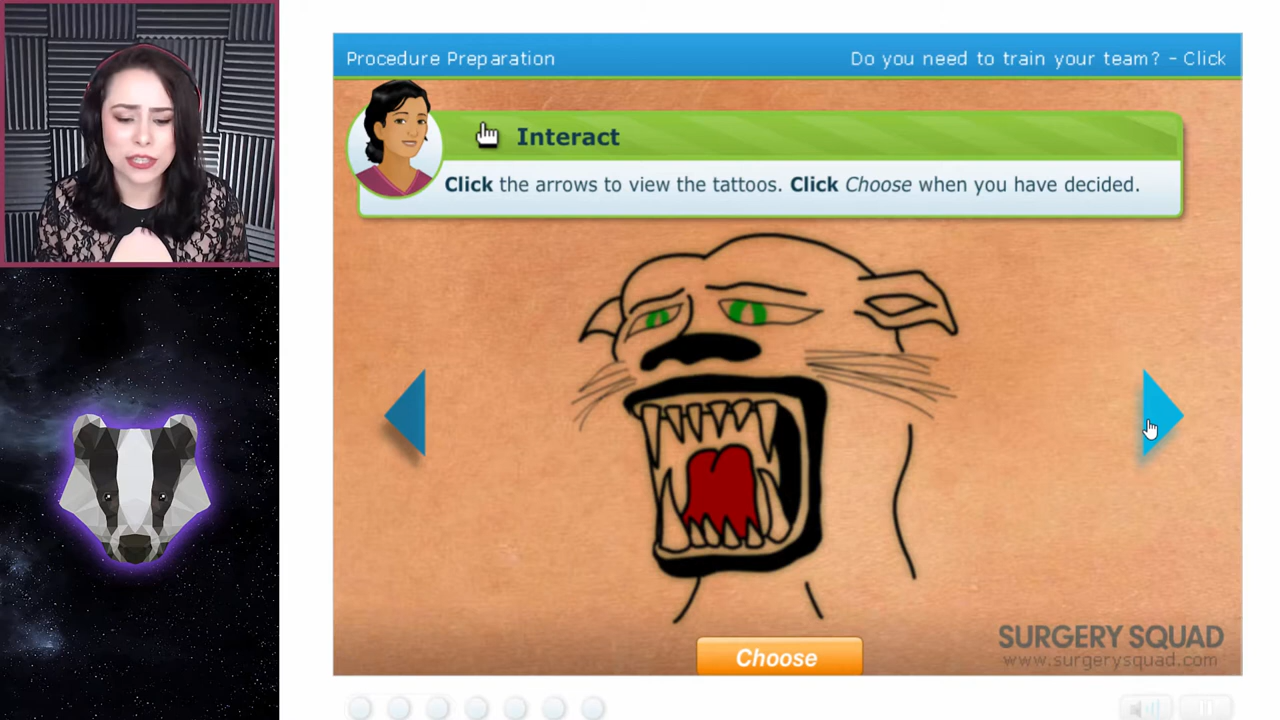 Procedure Preparation
Do you need to train your team? - Click
Interact
Click the arrows to view the tattoos. Click Choose when you have decided.
Choose
SURGERY SQUAD
www.surgerysquad.com